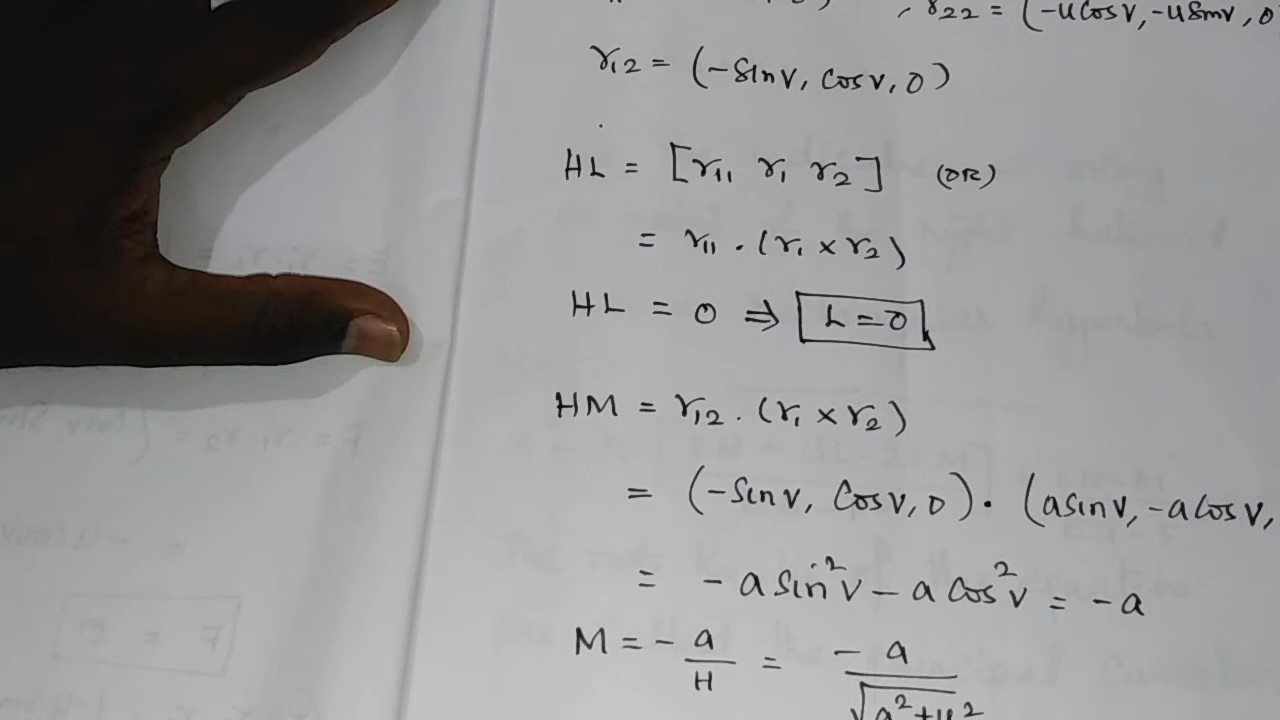 , r22 = (-u cos v, -u sin v, 0
r12 = (-sin v, cos v, 0)
HL = [r11 r1 r2] (OR)
= r11 . (r1 × r2)
HL = 0 ⇒ L = 0
HM = r12 . (r1 × r2)
= (-sin v, cos v, 0) . (a sin v, -a cos v,
= - a sin²v - a cos²v = -a
M = - a/H = - a/√a²+u²